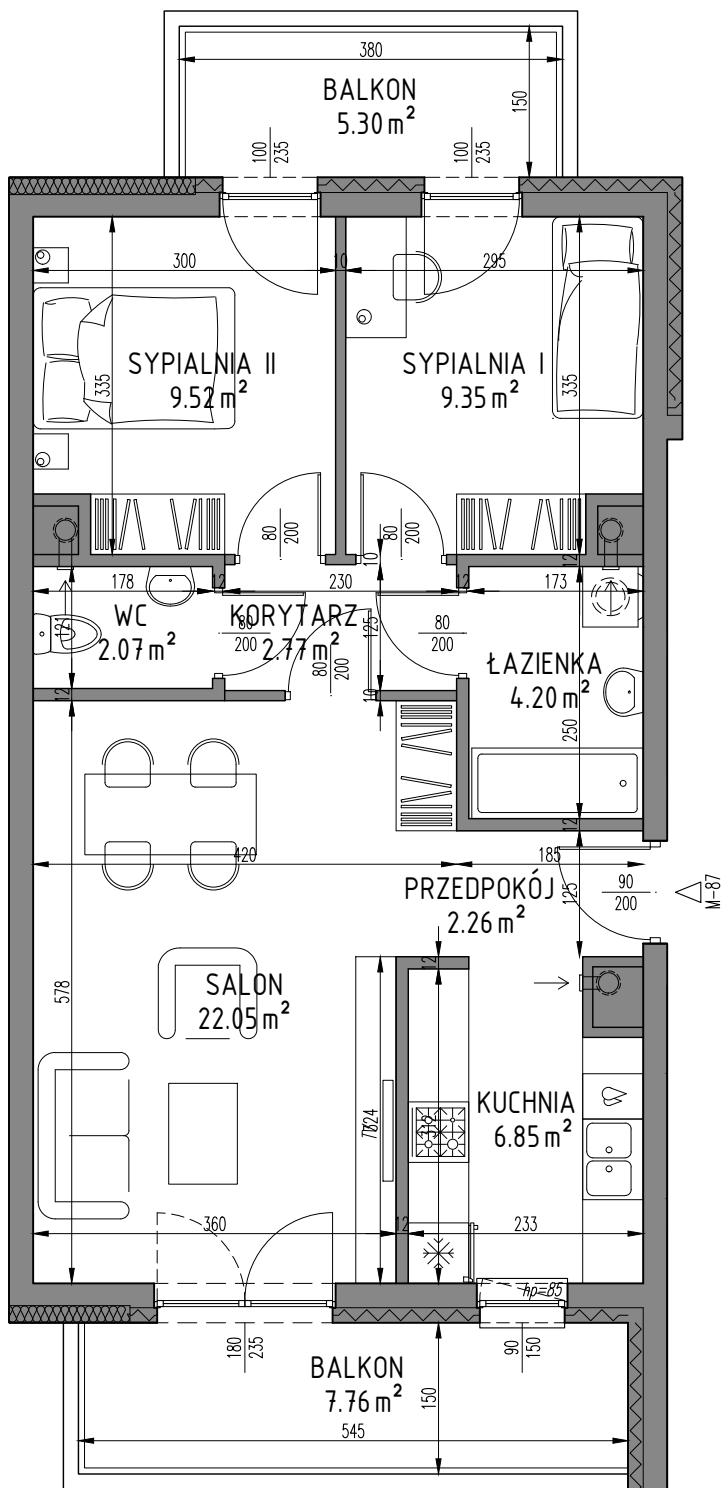 380
BALKON
5.30 m²
150
100
235
100
235
300
10
295
SYPIALNIA II
9.52 m²
335
SYPIALNIA I
9.35 m²
335
80
200
80
200
10
12
178
12
230
12
173
WC
2.07 m²
121
KORYTARZ
2.77 m²
80
200
125
80
200
80
200
ŁAZIENKA
4.20 m²
250
12
10
12
420
185
PRZEDPOKÓJ
2.26 m²
125
90
200
M-87
578
SALON
22.05 m²
12
324
KUCHNIA
6.85 m²
360
12
233
hp=85
180
235
90
150
BALKON
7.76 m²
150
545